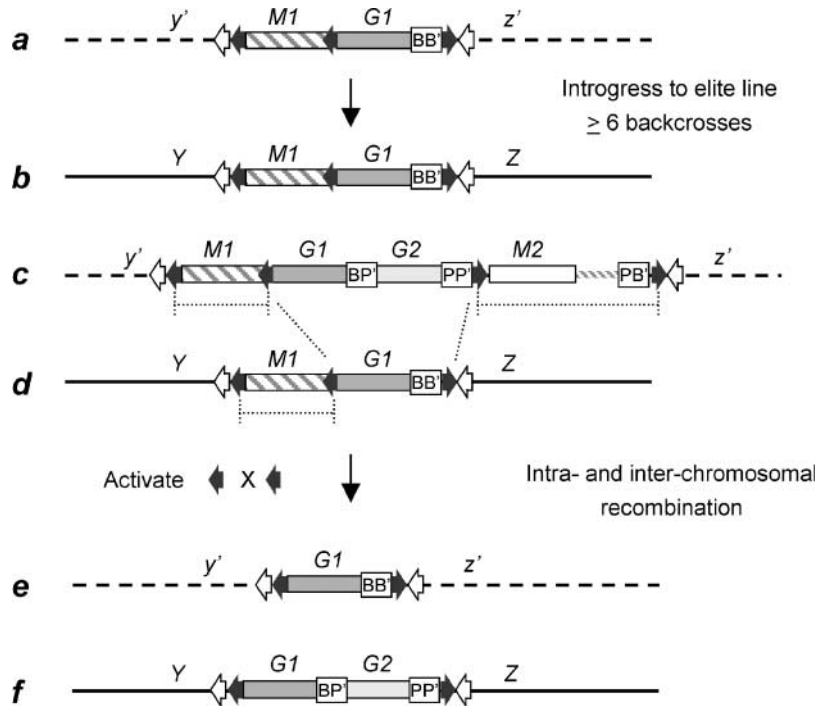 y' M1 G1 z'
a BB'
Introgress to elite line
≥ 6 backcrosses
Y M1 G1 Z
b BB'
y' M1 G1 G2 M2 z'
c BP' PP' PB'
Y M1 G1 Z
d BB'
Activate X
Intra- and inter-chromosomal
recombination
y' G1 z'
e BB'
Y G1 G2 Z
f BP' PP'